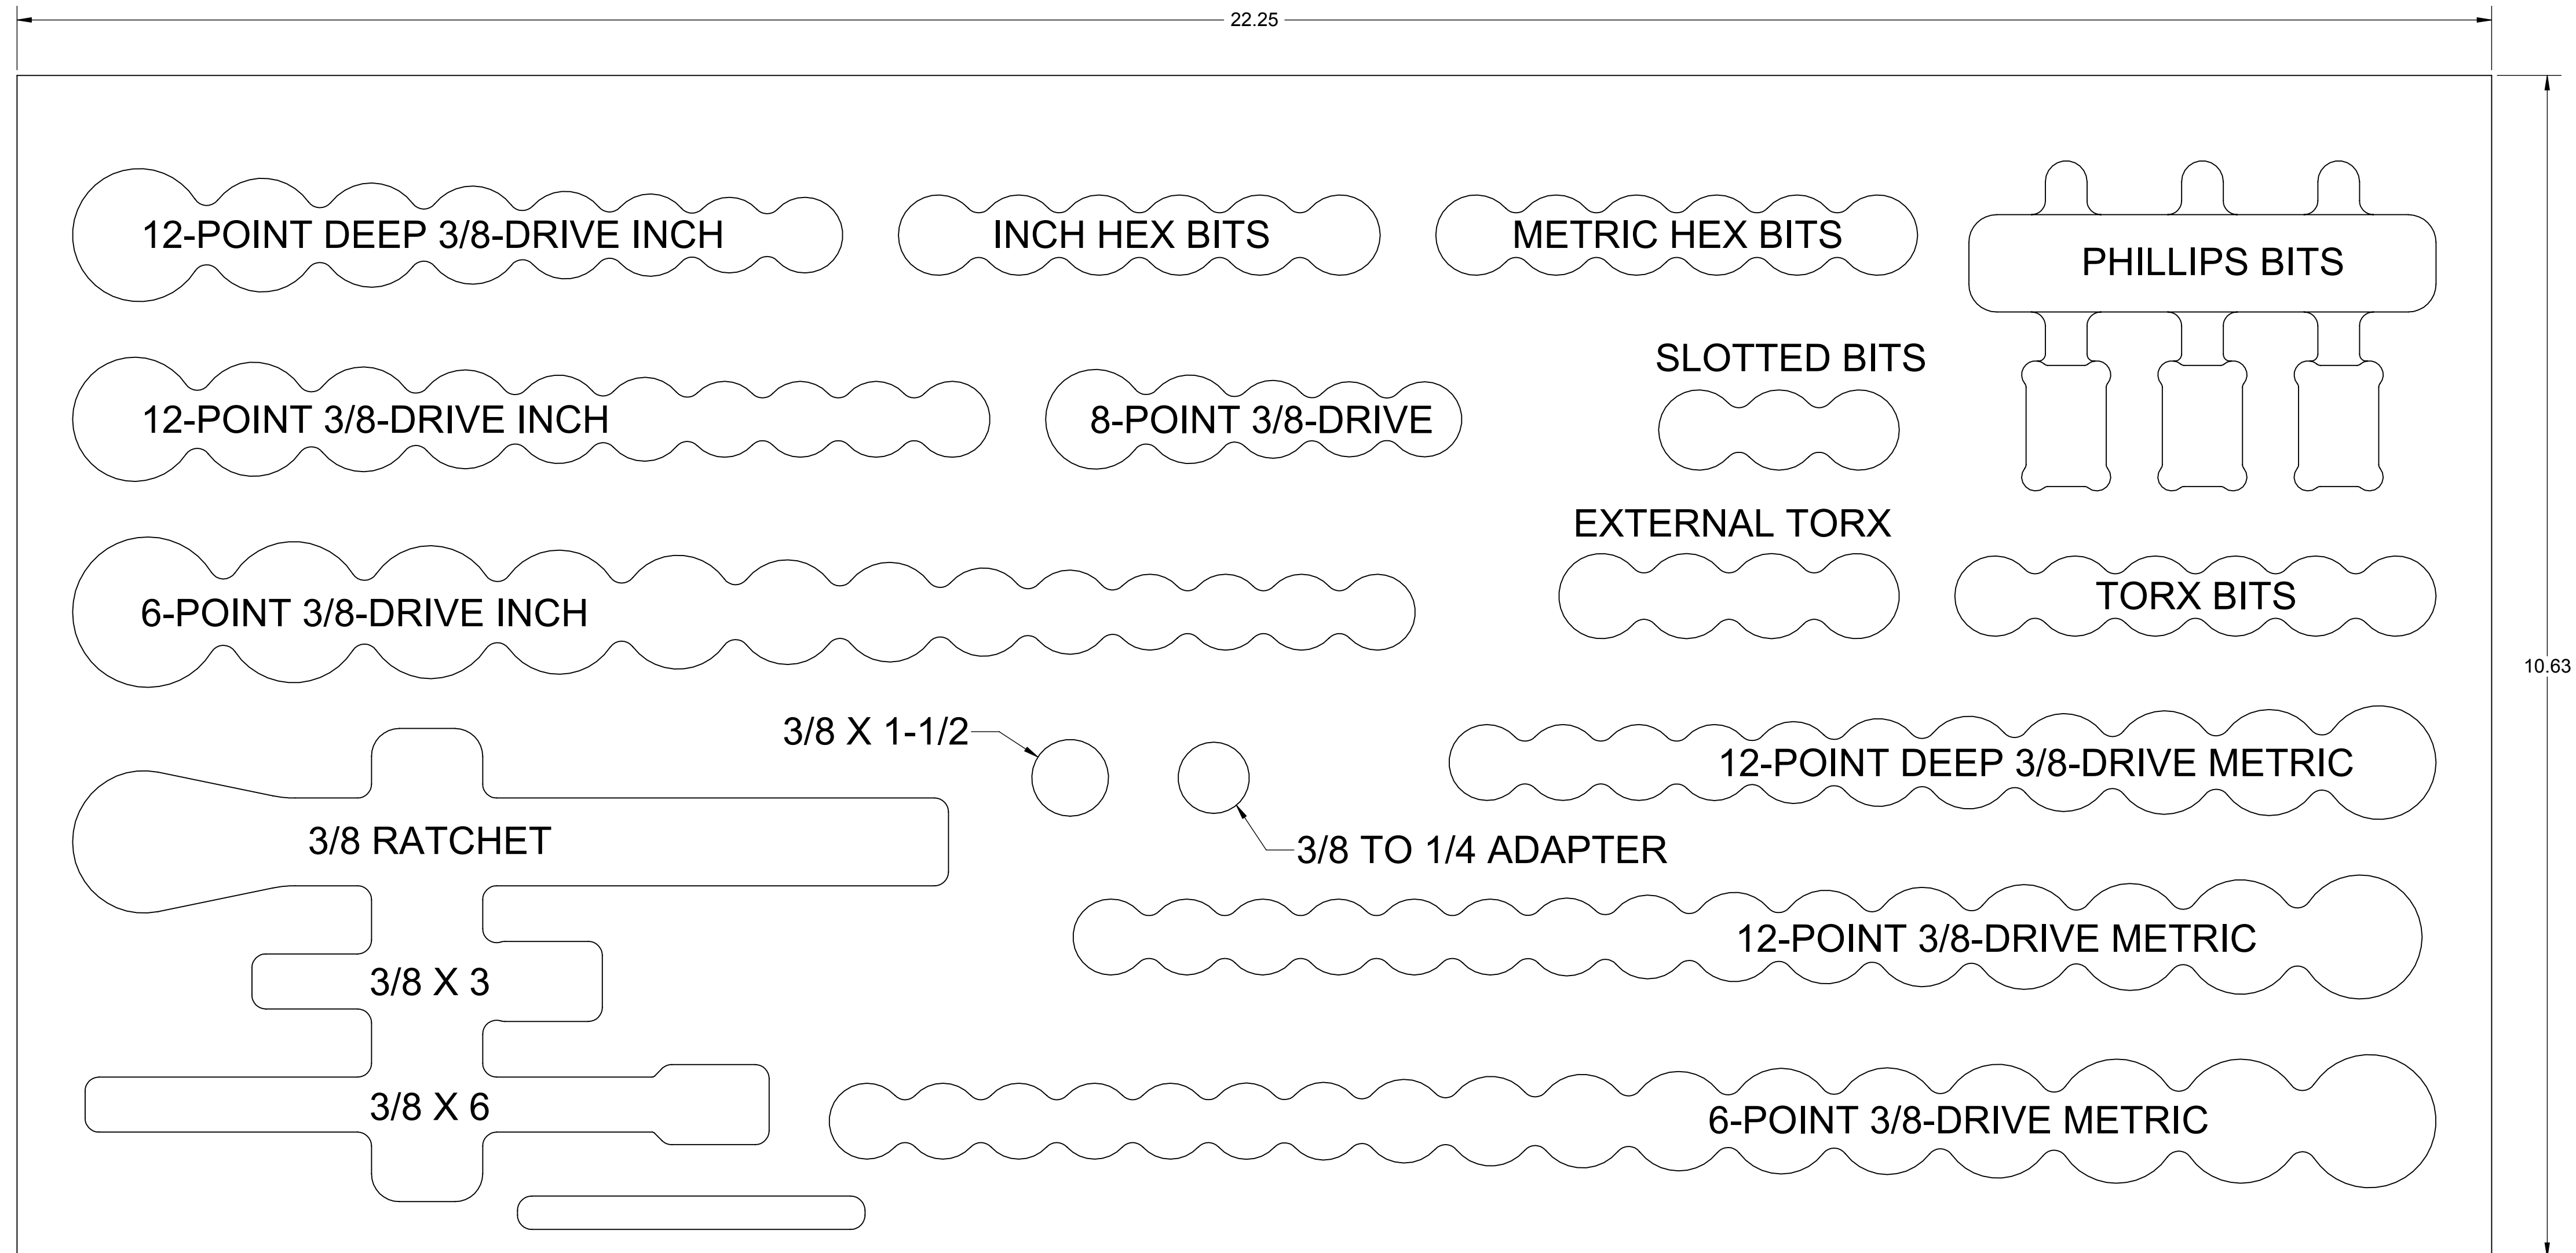 22.25
12-POINT DEEP 3/8-DRIVE INCH
INCH HEX BITS
METRIC HEX BITS
PHILLIPS BITS
SLOTTED BITS
12-POINT 3/8-DRIVE INCH
8-POINT 3/8-DRIVE
EXTERNAL TORX
6-POINT 3/8-DRIVE INCH
TORX BITS
10.63
3/8 X 1-1/2
12-POINT DEEP 3/8-DRIVE METRIC
3/8 RATCHET
3/8 TO 1/4 ADAPTER
12-POINT 3/8-DRIVE METRIC
3/8 X 3
3/8 X 6
6-POINT 3/8-DRIVE METRIC